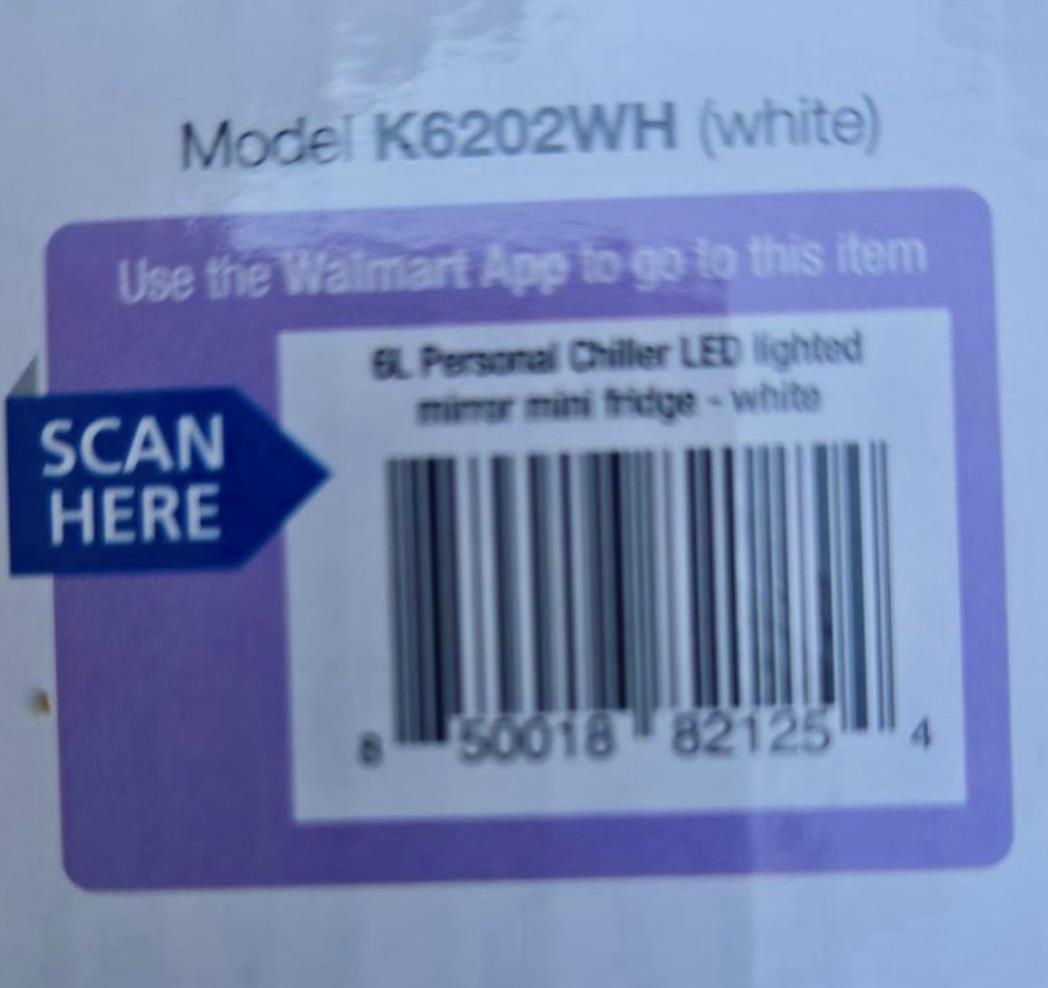 Model K6202WH (white)
Use the Walmart App to go to this item
6L Personal Chiller LED lighted
mirror mini fridge - white
SCAN
HERE
8 50018 82125 4